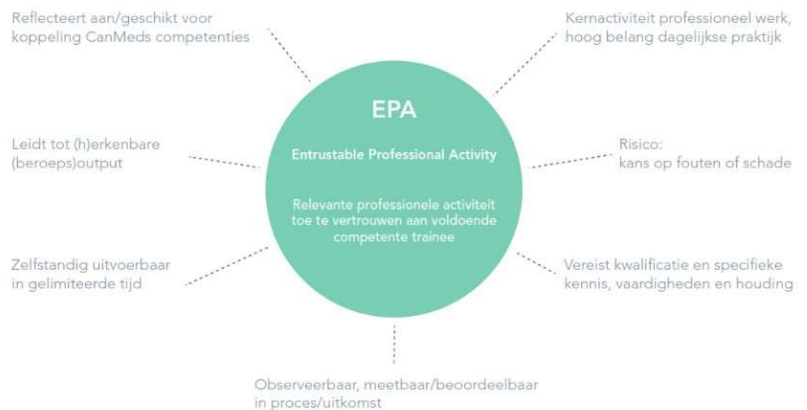 Reflecteert aan/geschikt voor
koppeling CanMeds competenties
Kernactiviteit professioneel werk,
hoog belang dagelijkse praktijk
EPA
Entrustable Professional Activity
Relevante professionele activiteit
toe te vertrouwen aan voldoende
competente trainee
Leidt tot (h)erkenbare
(beroeps)output
Risico:
kans op fouten of schade
Zelfstandig uitvoerbaar
in gelimiteerde tijd
Vereist kwalificatie en specifieke
kennis, vaardigheden en houding
Observeerbaar, meetbaar/beoordeelbaar
in proces/uitkomst